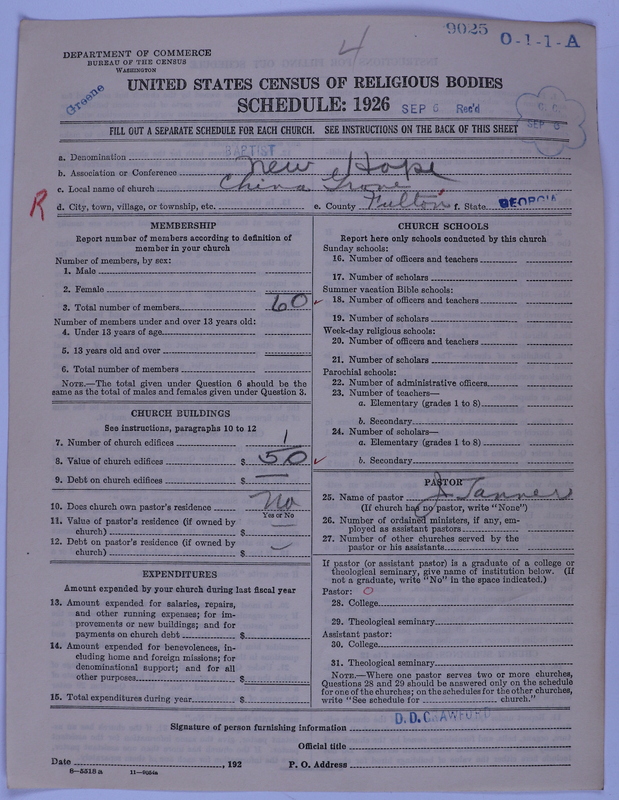 9025
4
O-1-1-A
DEPARTMENT OF COMMERCE
BUREAU OF THE CENSUS
WASHINGTON
Greene
UNITED STATES CENSUS OF RELIGIOUS BODIES
SCHEDULE: 1926
SEP 6 Rec'd
C. C.
SEP 6
FILL OUT A SEPARATE SCHEDULE FOR EACH CHURCH. SEE INSTRUCTIONS ON THE BACK OF THIS SHEET
a. Denomination BAPTIST
b. Association or Conference New Hope
c. Local name of church China Grove
R
d. City, town, village, or township, etc. e. County Fulton f. State GEORGIA
MEMBERSHIP
Report number of members according to definition of
member in your church
Number of members, by sex:
1. Male
2. Female
3. Total number of members 60
Number of members under and over 13 years old:
4. Under 13 years of age
5. 13 years old and over
6. Total number of members
NOTE.—The total given under Question 6 should be the
same as the total of males and females given under Question 3.
CHURCH BUILDINGS
See instructions, paragraphs 10 to 12
7. Number of church edifices 1
8. Value of church edifices $ 50
9. Debt on church edifices $ —
10. Does church own pastor's residence No
Yes or No
11. Value of pastor's residence (if owned by
church) $
12. Debt on pastor's residence (if owned by
church) $
EXPENDITURES
Amount expended by your church during last fiscal year
13. Amount expended for salaries, repairs,
and other running expenses; for im-
provements or new buildings; and for
payments on church debt $
14. Amount expended for benevolences, in-
cluding home and foreign missions; for
denominational support; and for all
other purposes $
15. Total expenditures during year $
CHURCH SCHOOLS
Report here only schools conducted by this church
Sunday schools:
16. Number of officers and teachers
17. Number of scholars
Summer vacation Bible schools:
18. Number of officers and teachers
19. Number of scholars
Week-day religious schools:
20. Number of officers and teachers
21. Number of scholars
Parochial schools:
22. Number of administrative officers
23. Number of teachers—
a. Elementary (grades 1 to 8)
b. Secondary
24. Number of scholars—
a. Elementary (grades 1 to 8)
b. Secondary
PASTOR
25. Name of pastor J Tanner
(If church has no pastor, write "None")
26. Number of ordained ministers, if any, em-
ployed as assistant pastors
27. Number of other churches served by the
pastor or his assistants
If pastor (or assistant pastor) is a graduate of a college or
theological seminary, give name of institution below. (If
not a graduate, write "No" in the space indicated.)
Pastor: O
28. College
29. Theological seminary
Assistant pastor:
30. College
31. Theological seminary
NOTE.—Where one pastor serves two or more churches,
Questions 28 and 29 should be answered only on the schedule
for one of the churches; on the schedules for the other churches,
write "See schedule for church."
Signature of person furnishing information D. D. CRAWFORD
Official title
Date , 192 P. O. Address
8—5518a 11—8054a